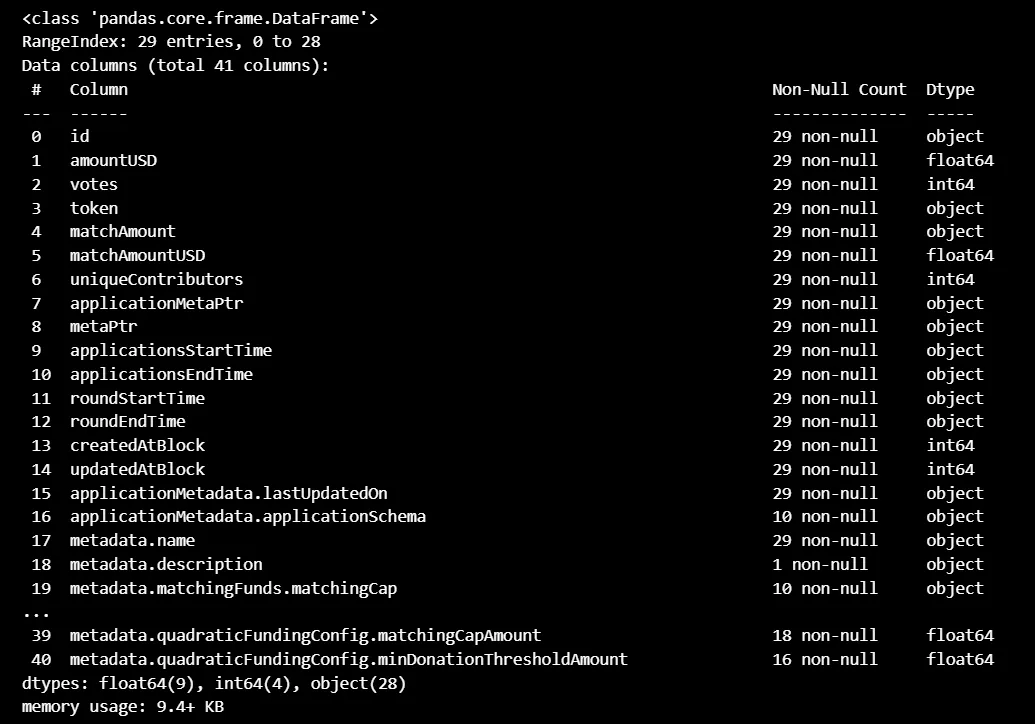 <class 'pandas.core.frame.DataFrame'>
RangeIndex: 29 entries, 0 to 28
Data columns (total 41 columns):
 #   Column                                                   Non-Null Count  Dtype
---  ------                                                   --------------  -----
 0   id                                                       29 non-null     object
 1   amountUSD                                                29 non-null     float64
 2   votes                                                    29 non-null     int64
 3   token                                                    29 non-null     object
 4   matchAmount                                              29 non-null     object
 5   matchAmountUSD                                           29 non-null     float64
 6   uniqueContributors                                       29 non-null     int64
 7   applicationMetaPtr                                       29 non-null     object
 8   metaPtr                                                  29 non-null     object
 9   applicationsStartTime                                    29 non-null     object
 10  applicationsEndTime                                      29 non-null     object
 11  roundStartTime                                           29 non-null     object
 12  roundEndTime                                             29 non-null     object
 13  createdAtBlock                                           29 non-null     int64
 14  updatedAtBlock                                           29 non-null     int64
 15  applicationMetadata.lastUpdatedOn                        29 non-null     object
 16  applicationMetadata.applicationSchema                    10 non-null     object
 17  metadata.name                                            29 non-null     object
 18  metadata.description                                     1 non-null      object
 19  metadata.matchingFunds.matchingCap                       10 non-null     object
...
 39  metadata.quadraticFundingConfig.matchingCapAmount        18 non-null     float64
 40  metadata.quadraticFundingConfig.minDonationThresholdAmount  16 non-null     float64
dtypes: float64(9), int64(4), object(28)
memory usage: 9.4+ KB